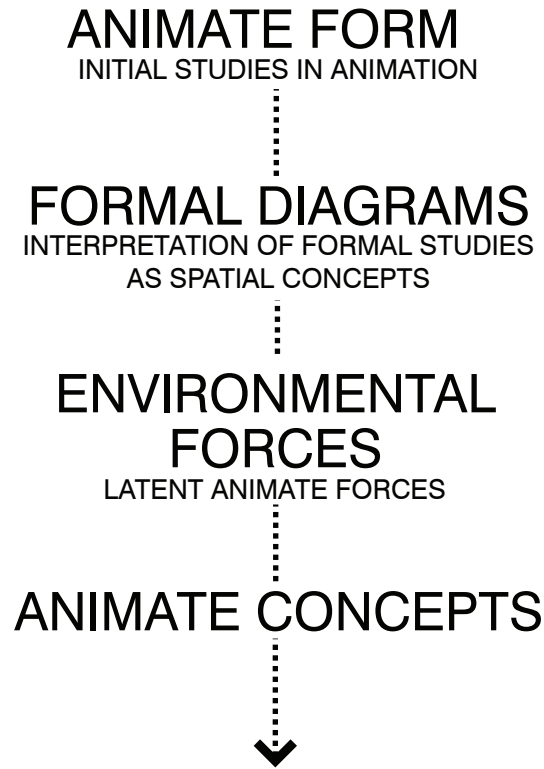 ANIMATE FORM
INITIAL STUDIES IN ANIMATION
FORMAL DIAGRAMS
INTERPRETATION OF FORMAL STUDIES
AS SPATIAL CONCEPTS
ENVIRONMENTAL
FORCES
LATENT ANIMATE FORCES
ANIMATE CONCEPTS